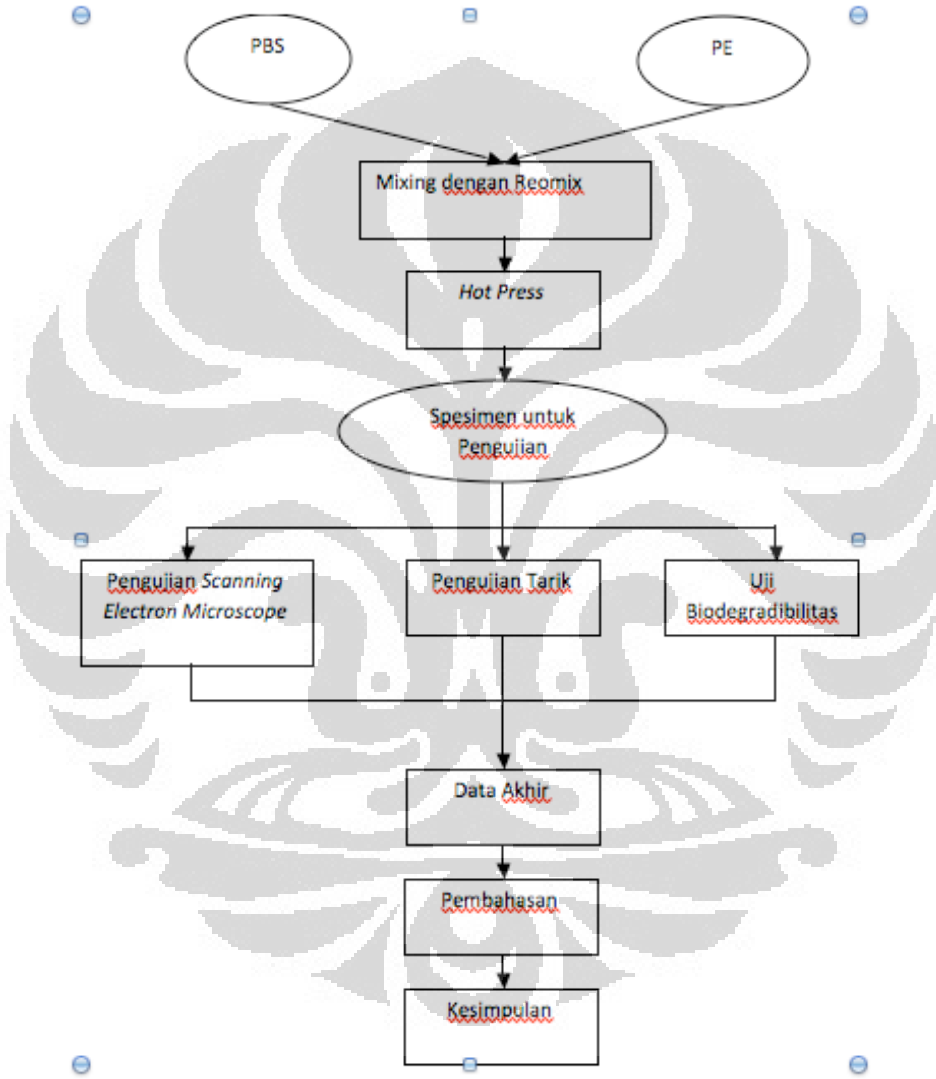 PBS
PE
Mixing dengan Reomix
Hot Press
Spesimen untuk
Pengujian
Pengujian Scanning
Electron Microscope
Pengujian Tarik
Uji
Biodegradibilitas
Data Akhir
Pembahasan
Kesimpulan